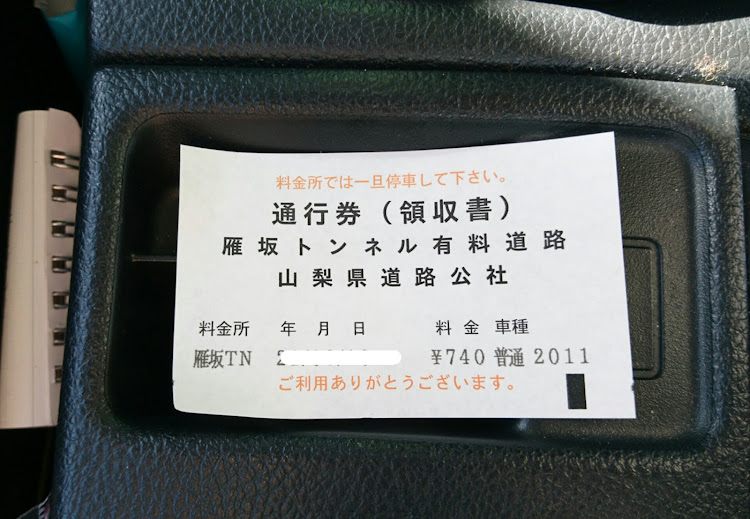 料金所では一旦停車して下さい。
通行券（領収書）
雁坂トンネル有料道路
山梨県道路公社
料金所 年 月 日 料 金 車種
雁坂TN 2 ¥740 普通 2011
ご利用ありがとうございます。